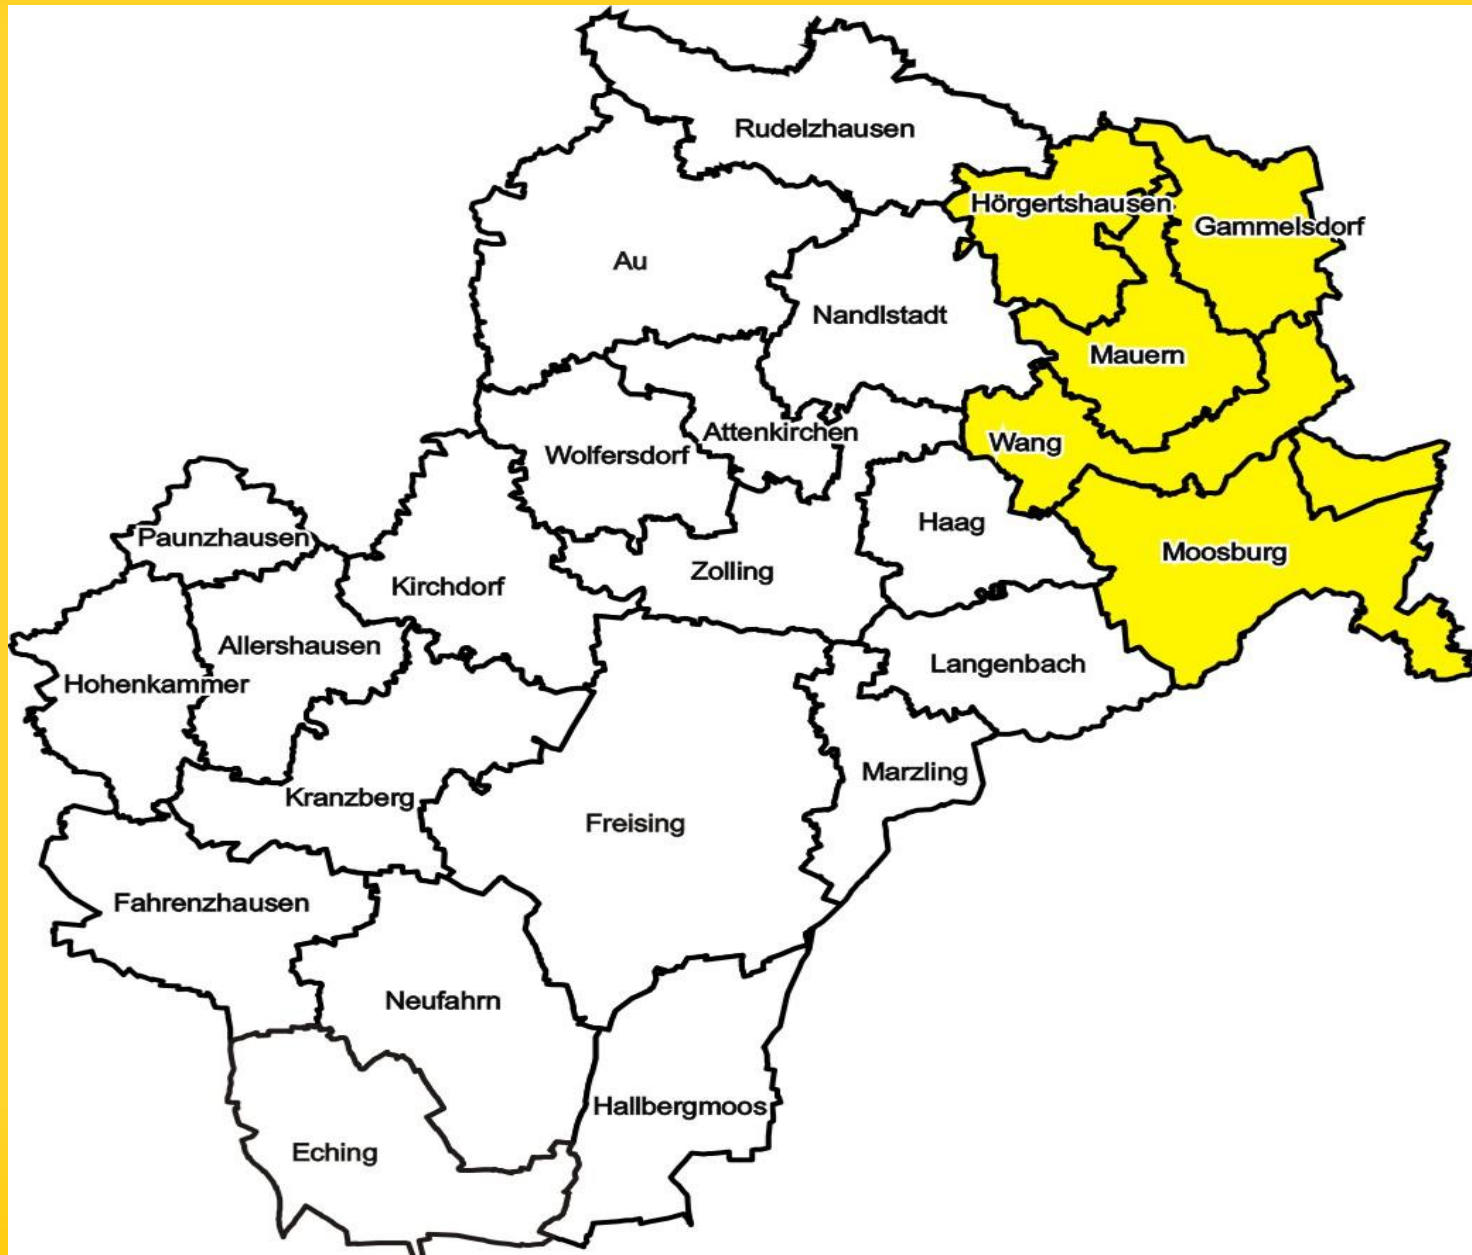 Rudelzhausen
Hörgertshausen
Gammelsdorf
Au
Nandlstadt
Mauern
Attenkirchen
Wang
Wolfersdorf
Haag
Paunzhausen
Moosburg
Zolling
Kirchdorf
Allershausen
Langenbach
Hohenkammer
Marzling
Kranzberg
Freising
Fahrenzhausen
Neufahrn
Hallbergmoos
Eching